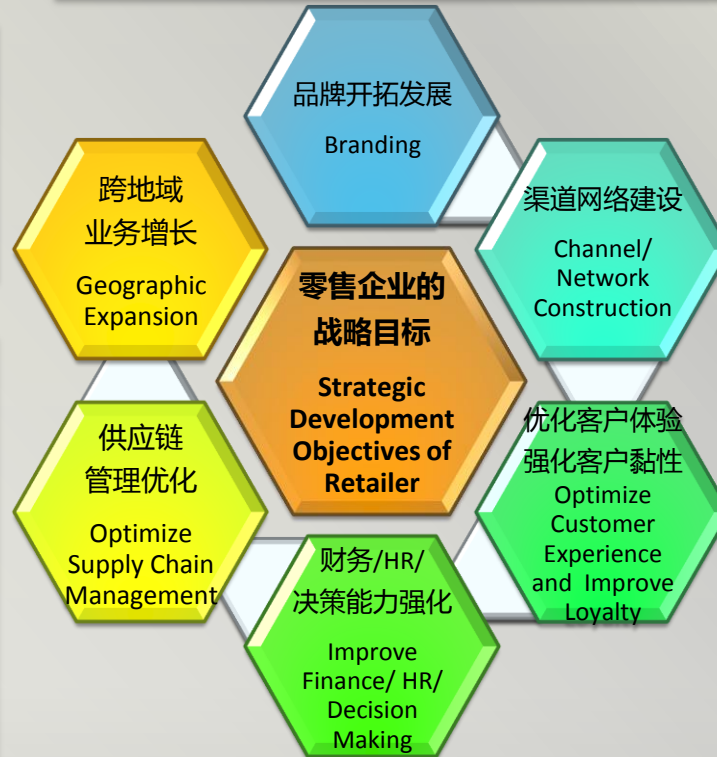 品牌开拓发展
Branding
跨地域
业务增长
Geographic
Expansion
渠道网络建设
Channel/
Network
Construction
零售企业的
战略目标
Strategic
Development
Objectives of
Retailer
供应链
管理优化
Optimize
Supply Chain
Management
优化客户体验
强化客户黏性
Optimize
Customer
Experience
and Improve
Loyalty
财务/HR/
决策能力强化
Improve
Finance/ HR/
Decision
Making